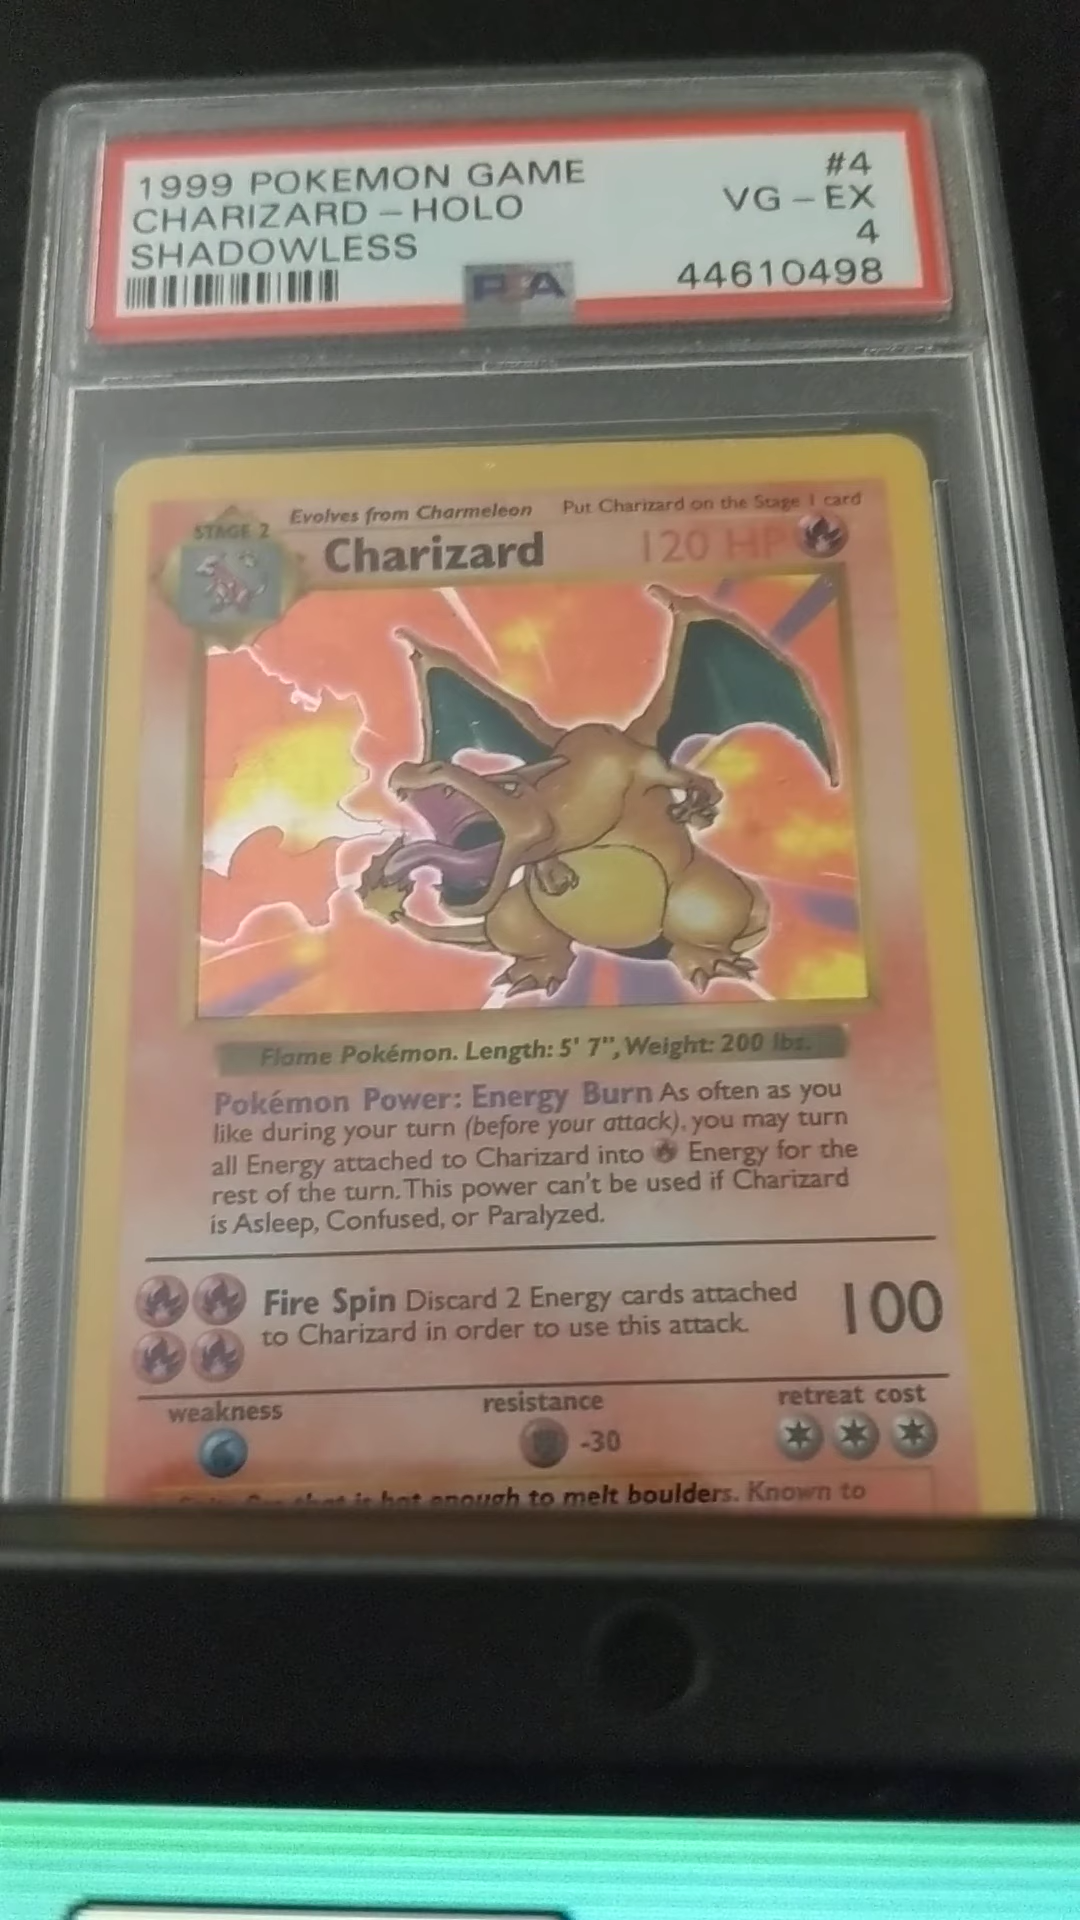 1999 POKEMON GAME #4
CHARIZARD - HOLO VG - EX
SHADOWLESS 4
PSA 44610498
Evolves from Charmeleon Put Charizard on the Stage 1 card
STAGE 2
Charizard 120 HP
Flame Pokémon. Length: 5' 7", Weight: 200 lbs.
Pokémon Power: Energy Burn As often as you
like during your turn (before your attack), you may turn
all Energy attached to Charizard into Energy for the
rest of the turn. This power can't be used if Charizard
is Asleep, Confused, or Paralyzed.
Fire Spin Discard 2 Energy cards attached 100
to Charizard in order to use this attack.
weakness resistance retreat cost
-30
that is hot enough to melt boulders. Known to